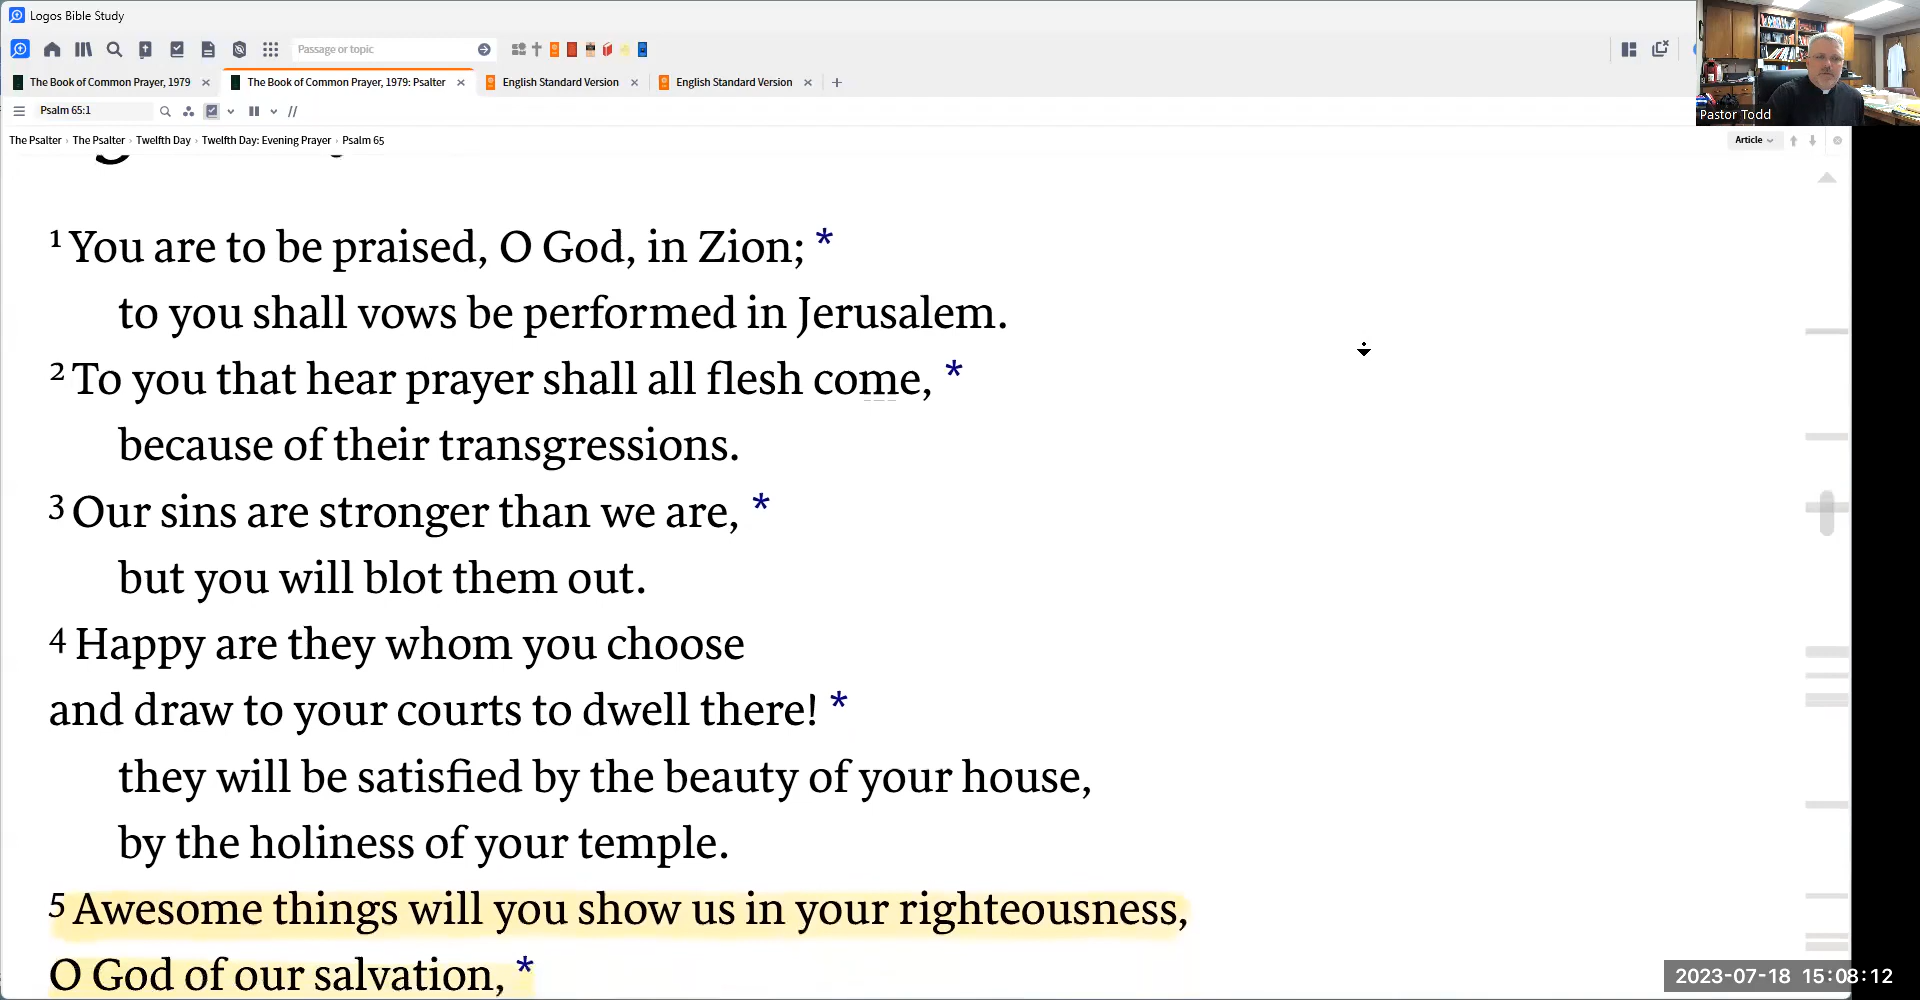 Logos Bible Study
Passage or topic
The Book of Common Prayer, 1979
The Book of Common Prayer, 1979: Psalter
English Standard Version
English Standard Version
Psalm 65:1
The Psalter › The Psalter › Twelfth Day › Twelfth Day: Evening Prayer › Psalm 65
Article
Pastor Todd
1 You are to be praised, O God, in Zion; *
to you shall vows be performed in Jerusalem.
2 To you that hear prayer shall all flesh come, *
because of their transgressions.
3 Our sins are stronger than we are, *
but you will blot them out.
4 Happy are they whom you choose
and draw to your courts to dwell there! *
they will be satisfied by the beauty of your house,
by the holiness of your temple.
5 Awesome things will you show us in your righteousness,
O God of our salvation, *
2023-07-18 15:08:12